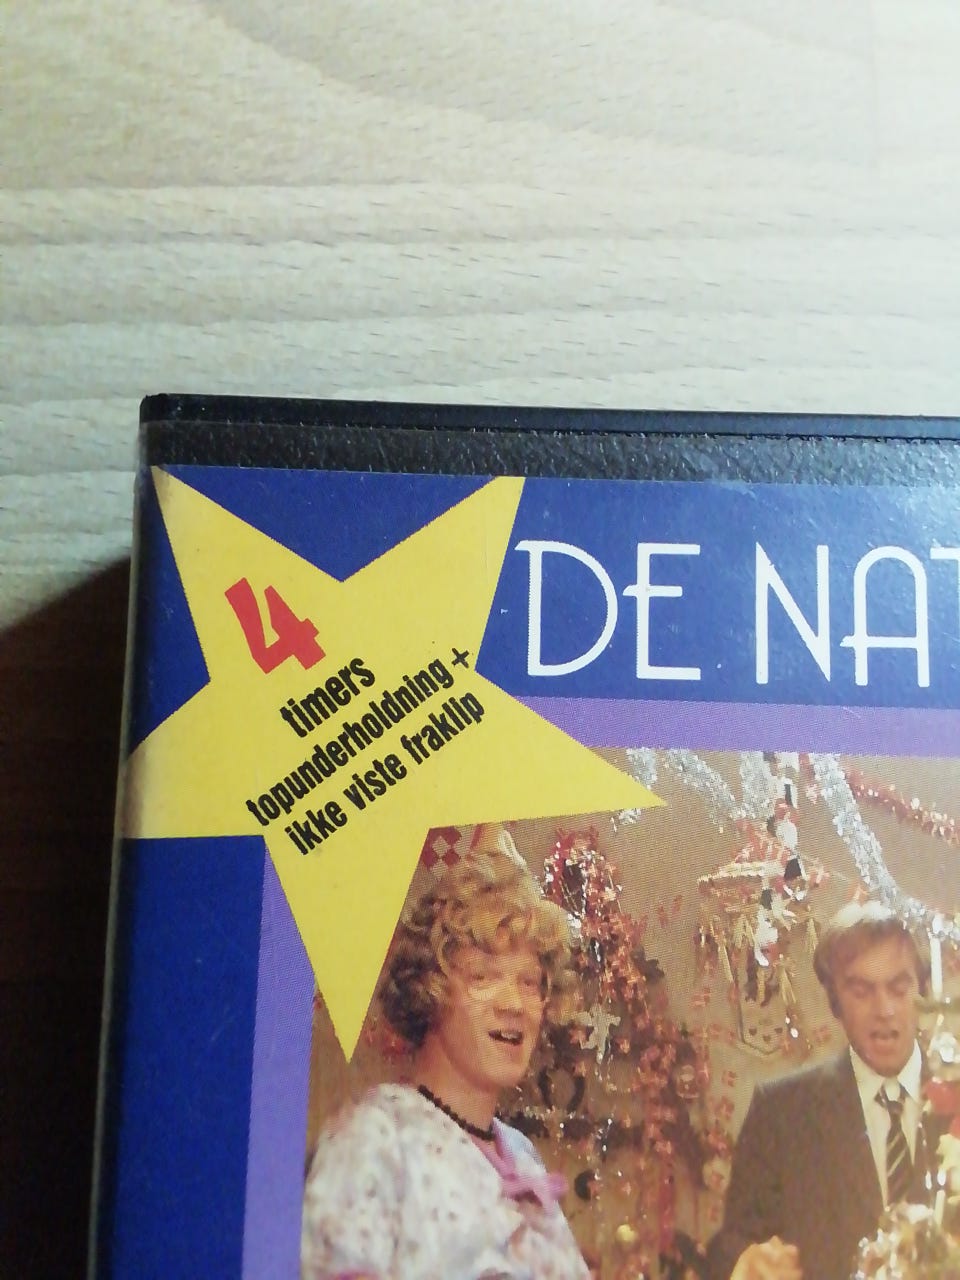 4
timers
topunderholdning +
ikke viste fraklip
DE NAT